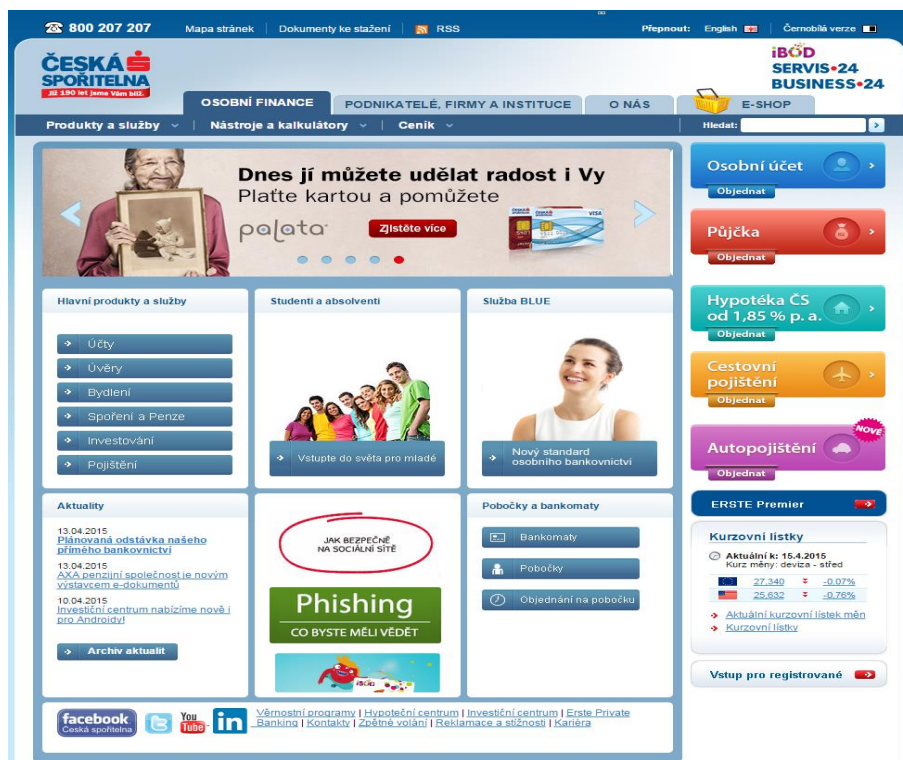 800 207 207 Mapa stránek Dokumenty ke stažení RSS Přepnout: English Černobílá verze
ČESKÁ
SPOŘITELNA
Již 190 let jsme Vám blíž.
iBOD
SERVIS 24
BUSINESS 24
OSOBNÍ FINANCE PODNIKATELÉ, FIRMY A INSTITUCE O NÁS E-SHOP
Produkty a služby Nástroje a kalkulátory Ceník Hledat:
Dnes jí můžete udělat radost i Vy
Plaťte kartou a pomůžete
palata Zjistěte více
VISA
Osobní účet
Objednat
Půjčka
Objednat
Hypotéka ČS
od 1,85 % p. a.
Objednat
Cestovní
pojištění
Objednat
NOVÉ
Autopojištění
Objednat
Hlavní produkty a služby
Účty
Úvěry
Bydlení
Spoření a Penze
Investování
Pojištění
Studenti a absolventi
Vstupte do světa pro mladé
Služba BLUE
Nový standard
osobního bankovnictví
Aktuality
13.04.2015
Plánovaná odstávka našeho
přímého bankovnictví
13.04.2015
AXA penzijní společnost je novým
výstavcem e-dokumentů
10.04.2015
Investiční centrum nabízíme nově i
pro Androidy!
Archiv aktualit
JAK BEZPEČNĚ
NA SOCIÁLNÍ SÍTĚ
Phishing
CO BYSTE MĚLI VĚDĚT
iBOD
Pobočky a bankomaty
Bankomaty
Pobočky
Objednání na pobočku
ERSTE Premier
Kurzovní lístky
Aktuální k: 15.4.2015
Kurz měny: deviza - střed
27.340 -0.07%
25.632 -0.76%
Aktuální kurzovní lístek měn
Kurzovní lístky
Vstup pro registrované
facebook
Česká spořitelna
You
Tube
in
Věrnostní programy | Hypoteční centrum | Investiční centrum | Erste Private
Banking | Kontakty | Zpětné volání | Reklamace a stížnosti | Kariéra